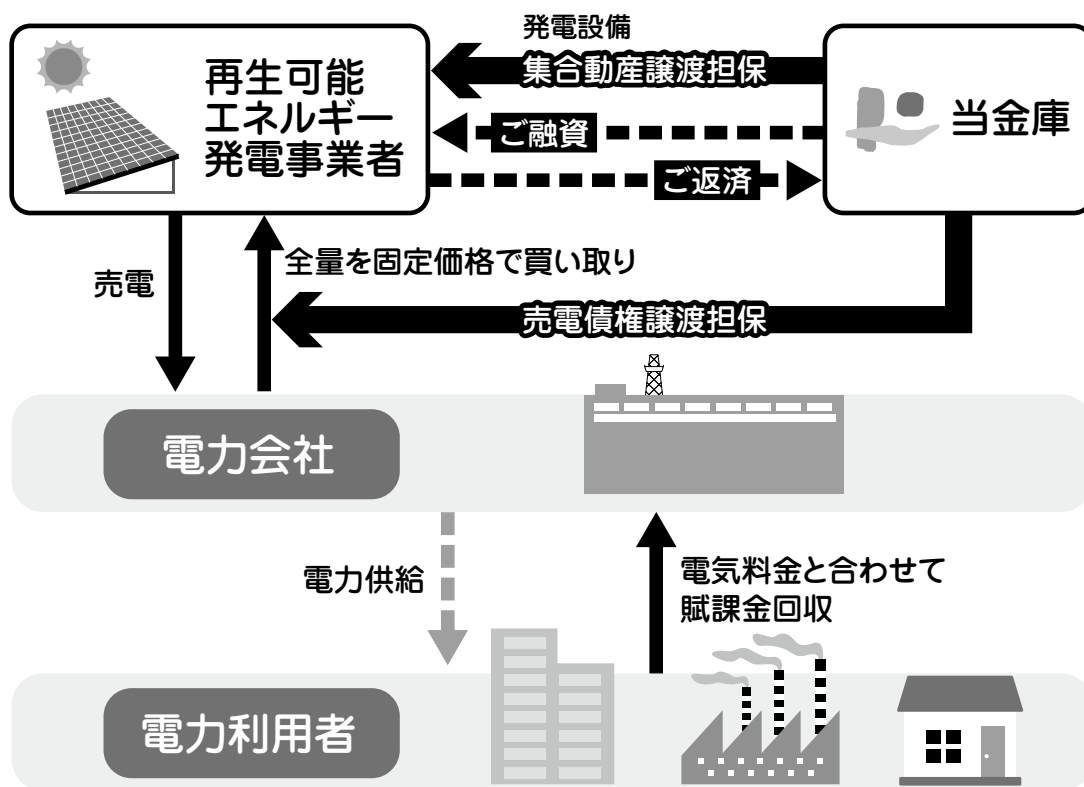 発電設備
集合動産譲渡担保
再生可能
エネルギー
発電事業者
当金庫
ご融資
ご返済
全量を固定価格で買い取り
売電
売電債権譲渡担保
電力会社
電力供給
電気料金と合わせて
賦課金回収
電力利用者